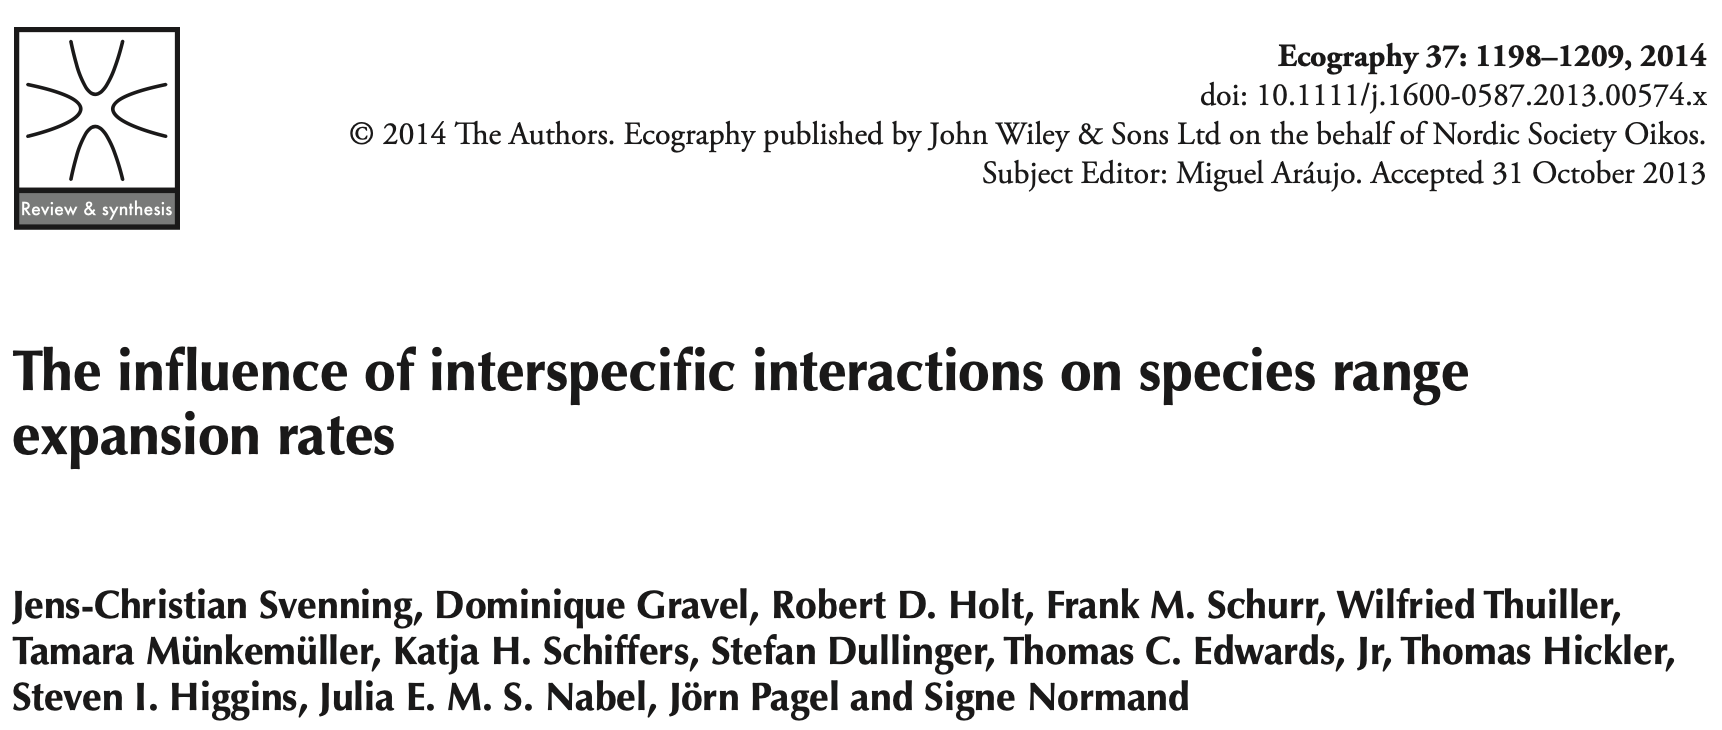 Review & synthesis
Ecography 37: 1198–1209, 2014
doi: 10.1111/j.1600-0587.2013.00574.x
© 2014 The Authors. Ecography published by John Wiley & Sons Ltd on the behalf of Nordic Society Oikos.
Subject Editor: Miguel Aráujo. Accepted 31 October 2013
The influence of interspecific interactions on species range
expansion rates
Jens-Christian Svenning, Dominique Gravel, Robert D. Holt, Frank M. Schurr, Wilfried Thuiller,
Tamara Münkemüller, Katja H. Schiffers, Stefan Dullinger, Thomas C. Edwards, Jr, Thomas Hickler,
Steven I. Higgins, Julia E. M. S. Nabel, Jörn Pagel and Signe Normand